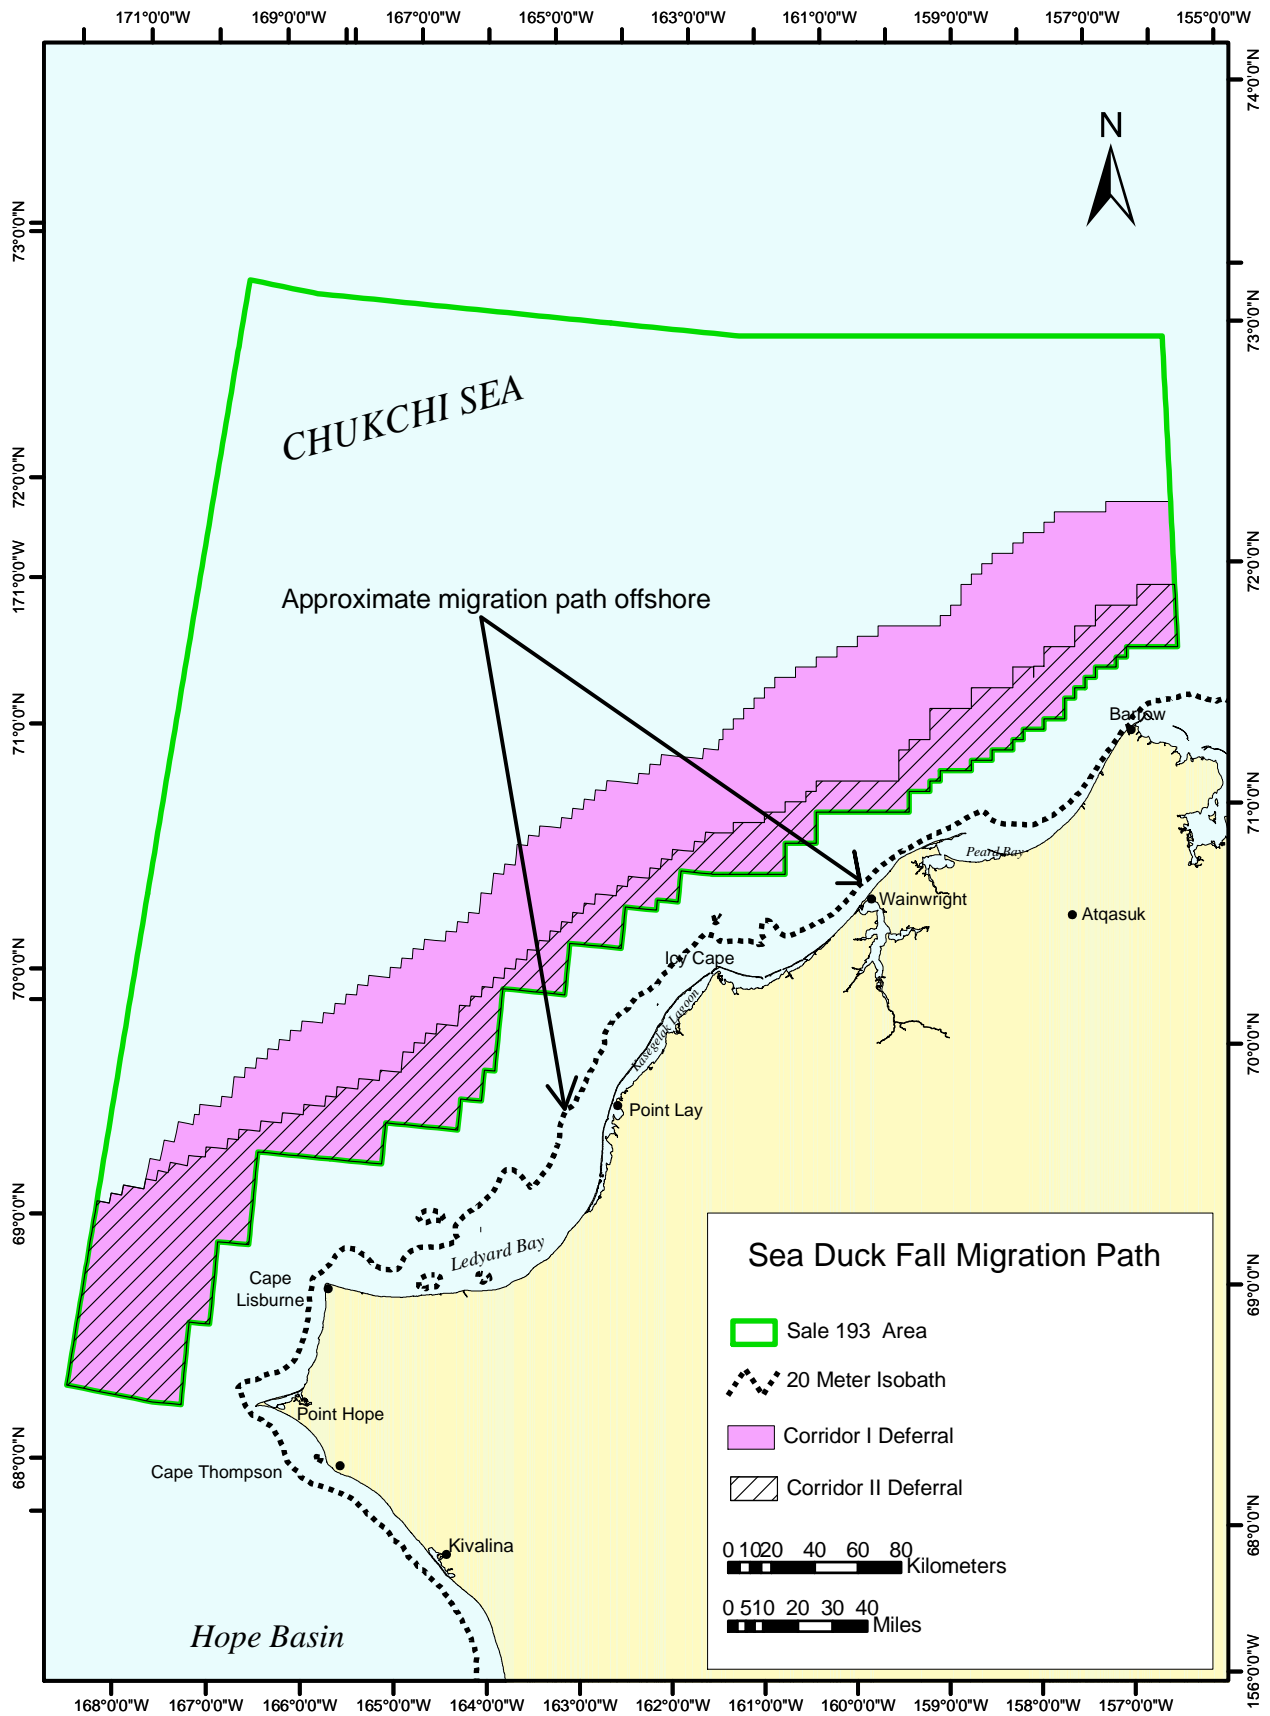 171°0'0"W 169°0'0"W 167°0'0"W 165°0'0"W 163°0'0"W 161°0'0"W 159°0'0"W 157°0'0"W 155°0'0"W
74°0'0"N
N
73°0'0"N
73°0'0"N
CHUKCHI SEA
72°0'0"N
72°0'0"N
171°0'0"W
Approximate migration path offshore
71°0'0"N
Barrow
71°0'0"N
Peard Bay
Wainwright
Atqasuk
Icy Cape
70°0'0"N
Kasegelak Lagoon
70°0'0"N
Point Lay
69°0'0"N
Ledyard Bay
Cape
Lisburne
69°0'0"N
Sea Duck Fall Migration Path
Sale 193 Area
20 Meter Isobath
Corridor I Deferral
Corridor II Deferral
0 10 20 40 60 80
Kilometers
0 5 10 20 30 40
Miles
Point Hope
68°0'0"N
Cape Thompson
68°0'0"N
Kivalina
Hope Basin
156°0'0"W
168°0'0"W 167°0'0"W 166°0'0"W 165°0'0"W 164°0'0"W 163°0'0"W 162°0'0"W 161°0'0"W 160°0'0"W 159°0'0"W 158°0'0"W 157°0'0"W